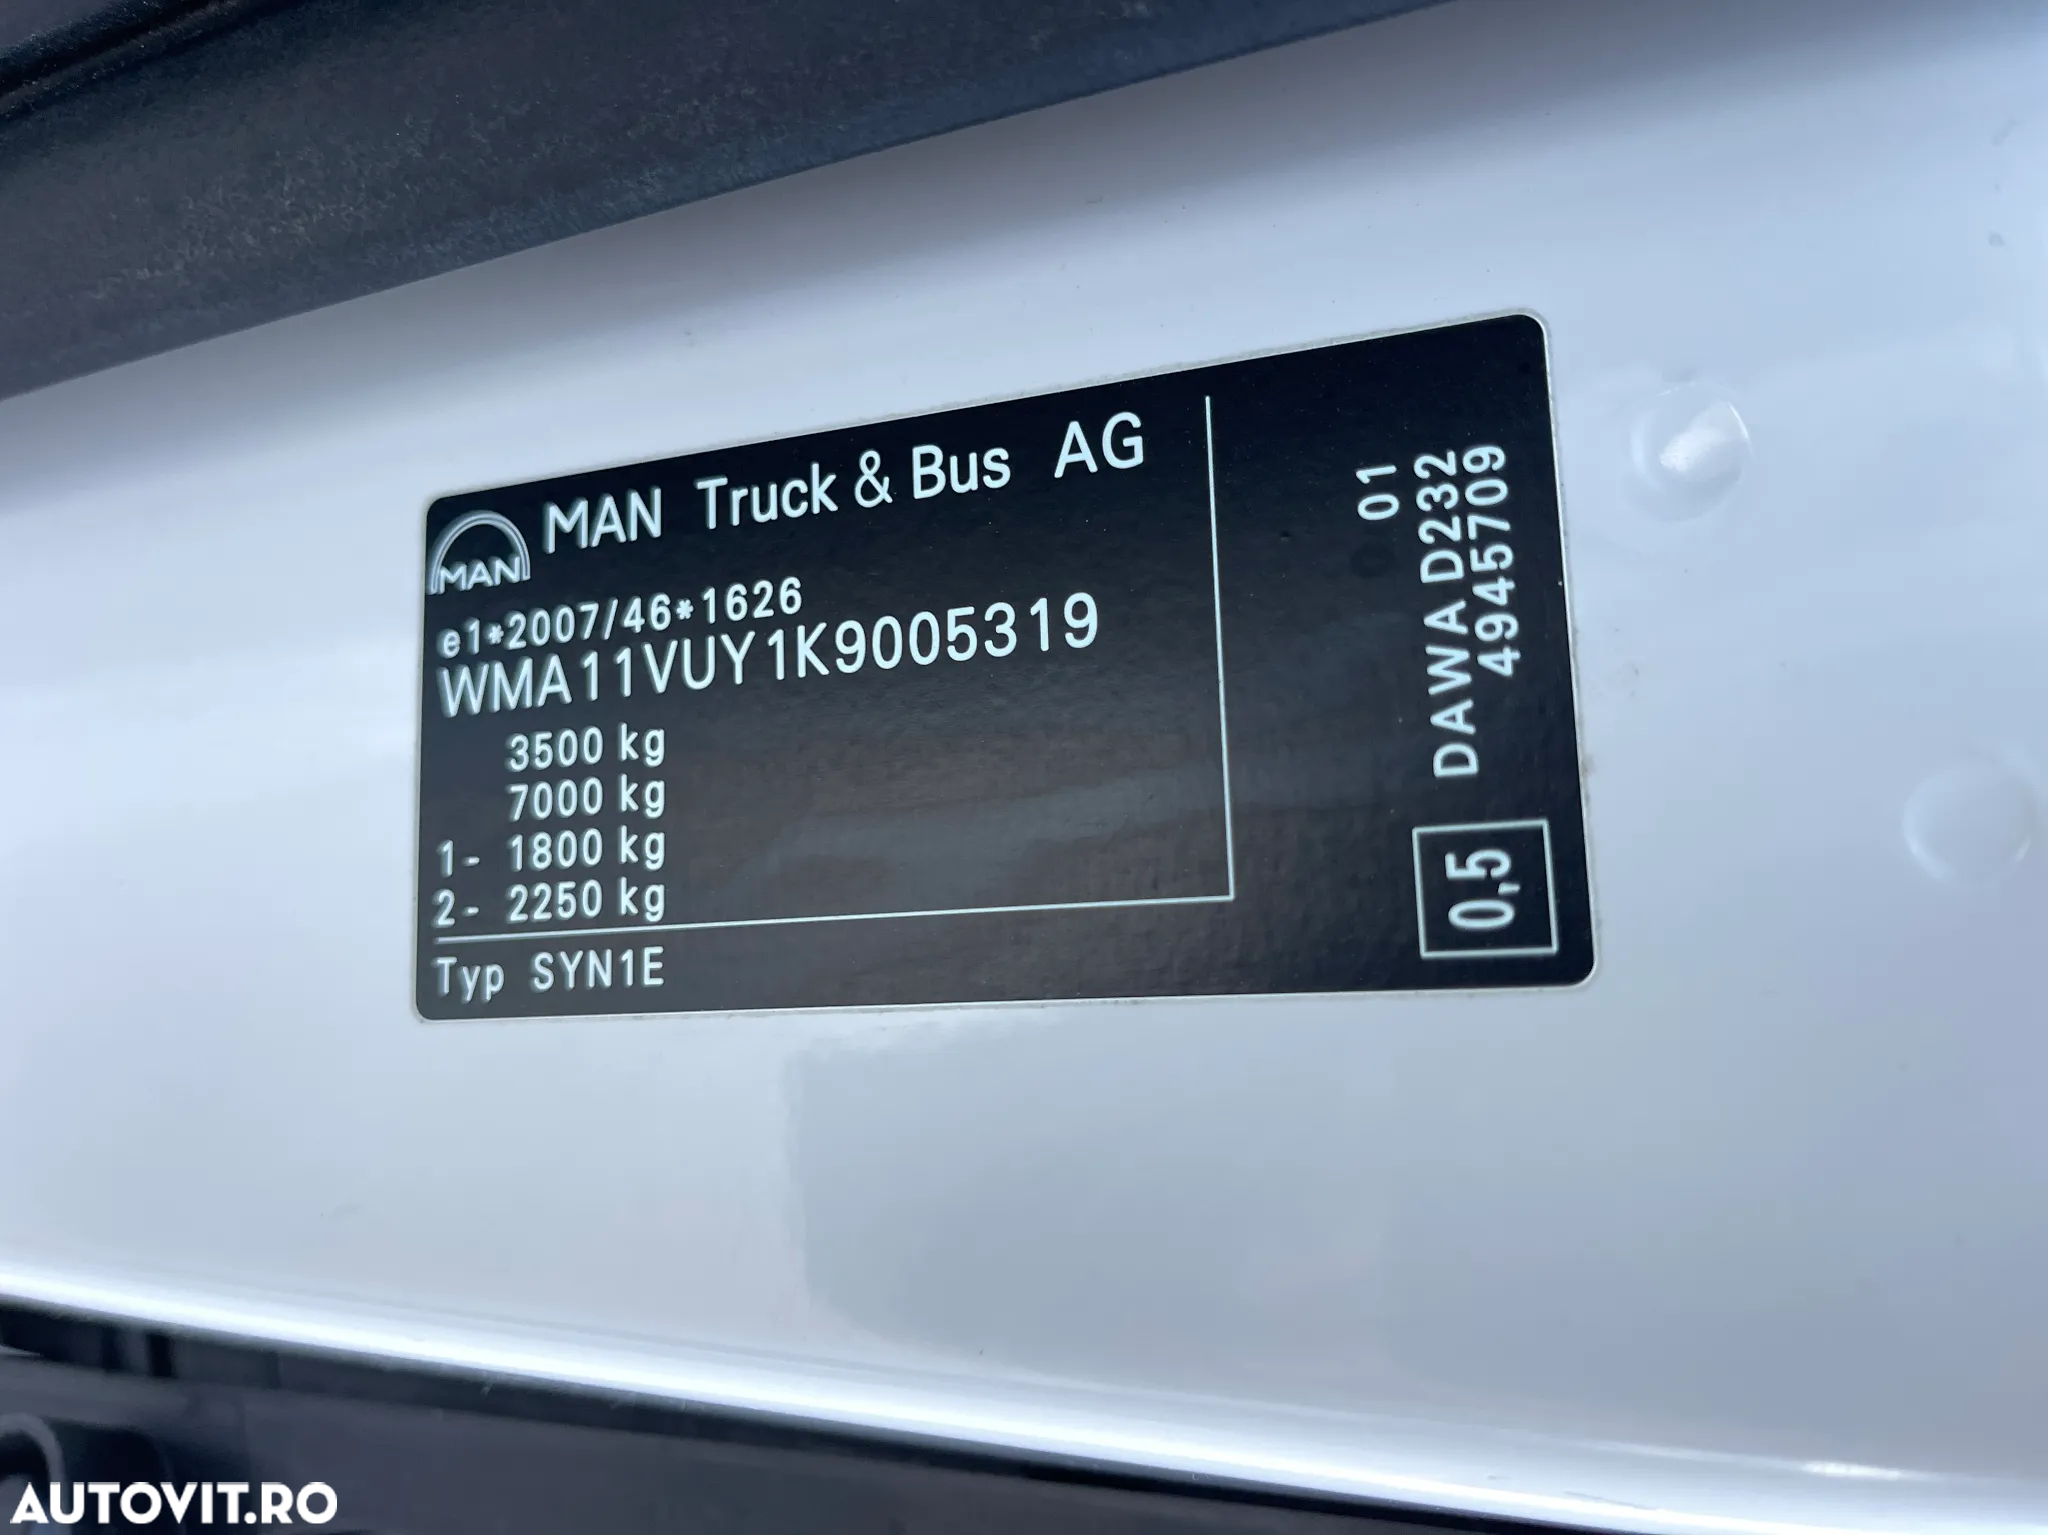 MAN
MAN Truck & Bus AG
e1*2007/46*1626
WMA11VUY1K9005319
3500 kg
7000 kg
1- 1800 kg
2- 2250 kg
Typ SYN1E
01
DAWA D232
4945709
0,5
AUTOVIT.RO